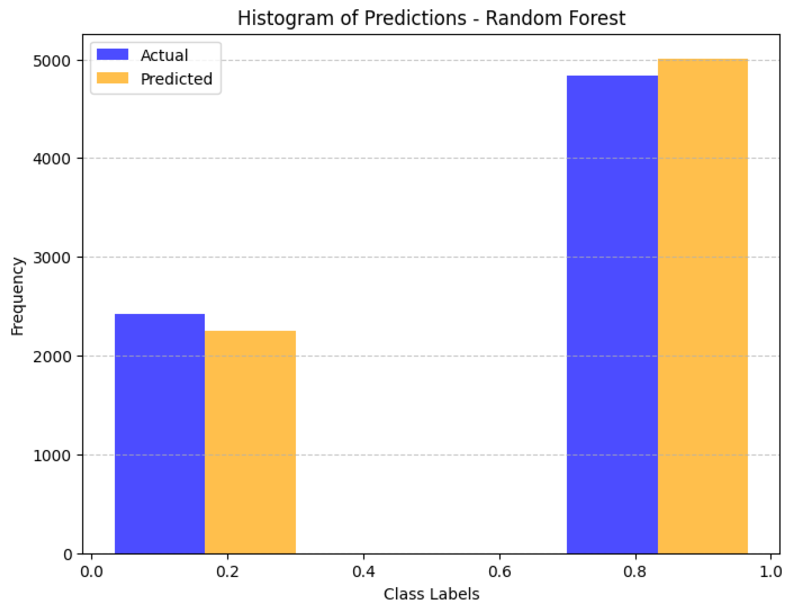 Histogram of Predictions - Random Forest
Actual
Predicted
5000
4000
3000
2000
1000
0
Frequency
0.0 0.2 0.4 0.6 0.8 1.0
Class Labels